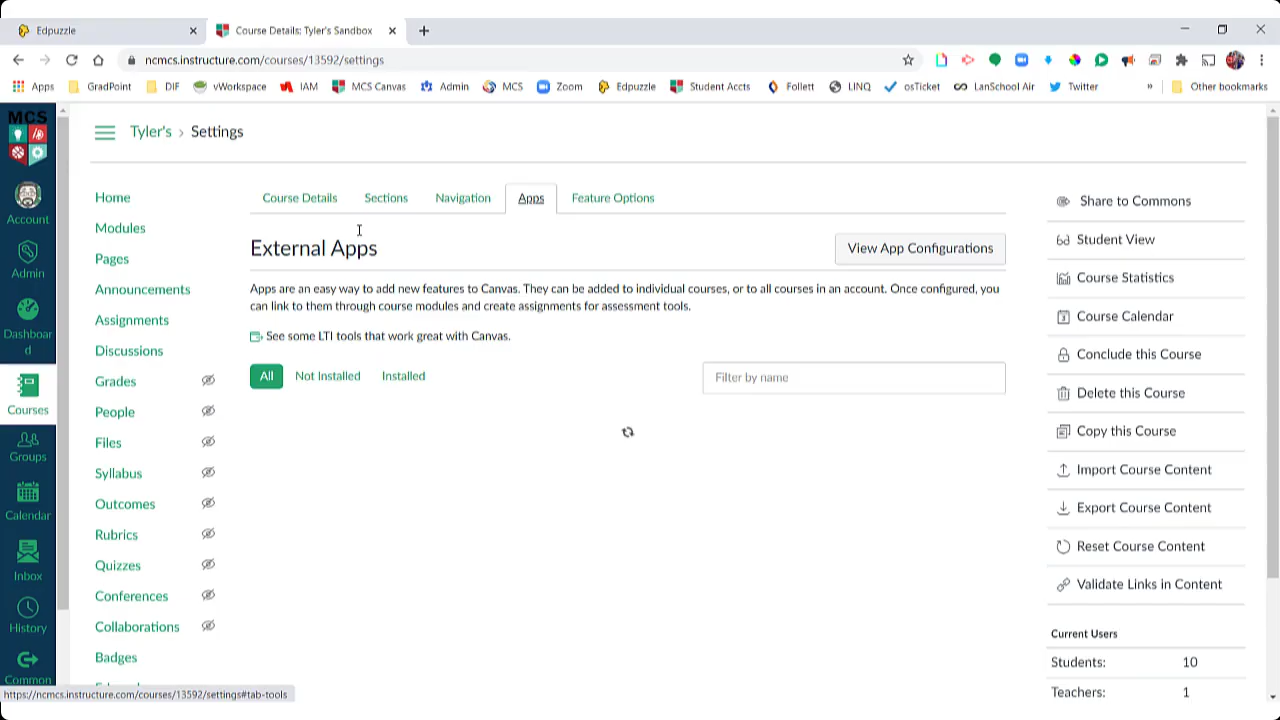 Edpuzzle
Course Details: Tyler's Sandbox
ncmcs.instructure.com/courses/13592/settings
Apps GradPoint DIF vWorkspace IAM MCS Canvas Admin MCS Zoom Edpuzzle Student Accts Follett LINQ osTicket LanSchool Air Twitter » Other bookmarks
MCS
Account
Admin
Dashboar
d
Courses
Groups
Calendar
Inbox
History
Common
Tyler's › Settings
Home
Modules
Pages
Announcements
Assignments
Discussions
Grades
People
Files
Syllabus
Outcomes
Rubrics
Quizzes
Conferences
Collaborations
Badges
Course Details Sections Navigation Apps Feature Options
External Apps
View App Configurations
Apps are an easy way to add new features to Canvas. They can be added to individual courses, or to all courses in an account. Once configured, you
can link to them through course modules and create assignments for assessment tools.
See some LTI tools that work great with Canvas.
All Not Installed Installed
Filter by name
Share to Commons
Student View
Course Statistics
Course Calendar
Conclude this Course
Delete this Course
Copy this Course
Import Course Content
Export Course Content
Reset Course Content
Validate Links in Content
Current Users
Students: 10
Teachers: 1
https://ncmcs.instructure.com/courses/13592/settings#tab-tools